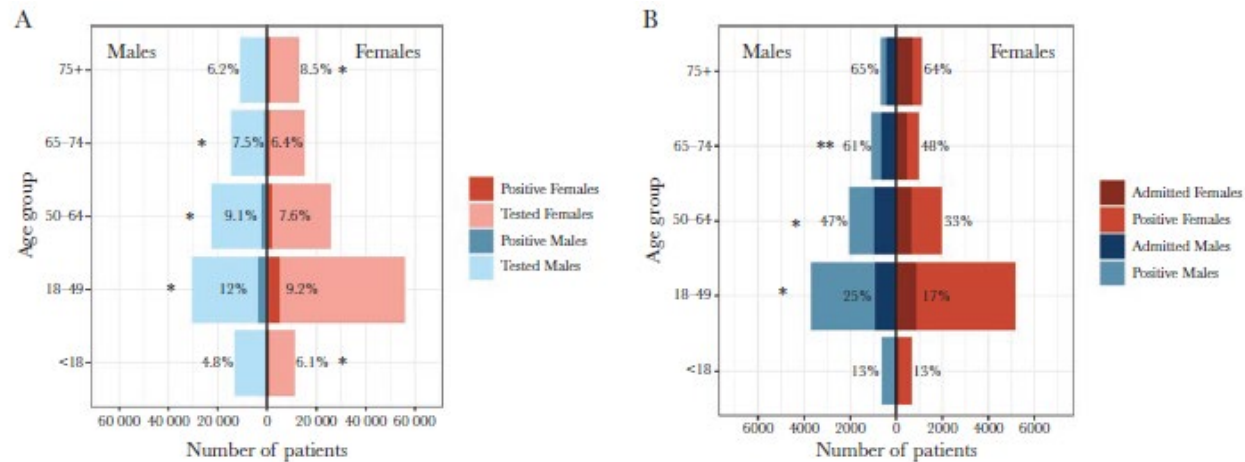 A
Males
Females
75+
6.2%
8.5% *
65–74
*
7.5%
6.4%
50–64
*
9.1%
7.6%
18–49
*
12%
9.2%
<18
4.8%
6.1% *
60 000 40 000 20 000 0 20 000 40 000 60 000
Number of patients
Age group
Positive Females
Tested Females
Positive Males
Tested Males
B
Males
Females
75+
65%
64%
65–74
**
61%
48%
50–64
*
47%
33%
18–49
*
25%
17%
<18
13%
13%
6000 4000 2000 0 2000 4000 6000
Number of patients
Age group
Admitted Females
Positive Females
Admitted Males
Positive Males